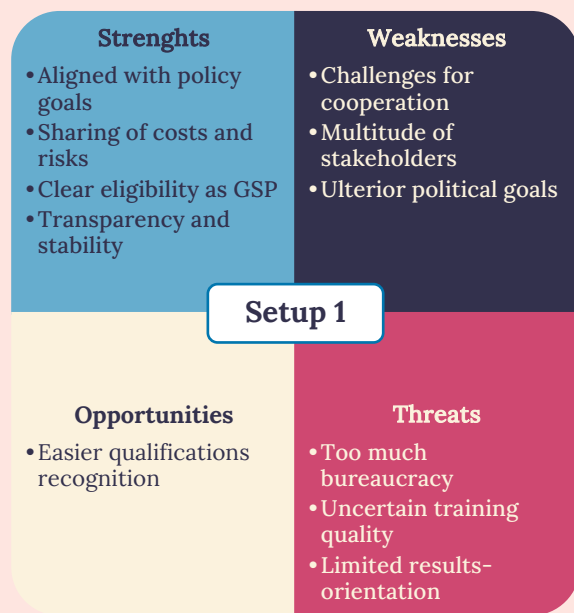 Strenghts
• Aligned with policy
goals
• Sharing of costs and
risks
• Clear eligibility as GSP
• Transparency and
stability
Weaknesses
• Challenges for
cooperation
• Multitude of
stakeholders
• Ulterior political goals
Setup 1
Opportunities
• Easier qualifications
recognition
Threats
• Too much
bureaucracy
• Uncertain training
quality
• Limited results-
orientation